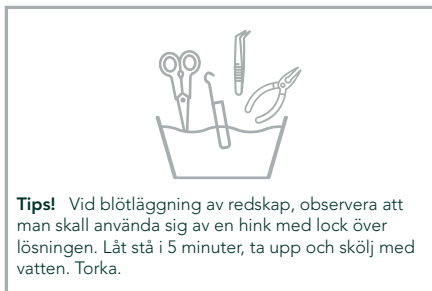 Tips! Vid blötläggning av redskap, observera att
man skall använda sig av en hink med lock över
lösningen. Låt stå i 5 minuter, ta upp och skölj med
vatten. Torka.